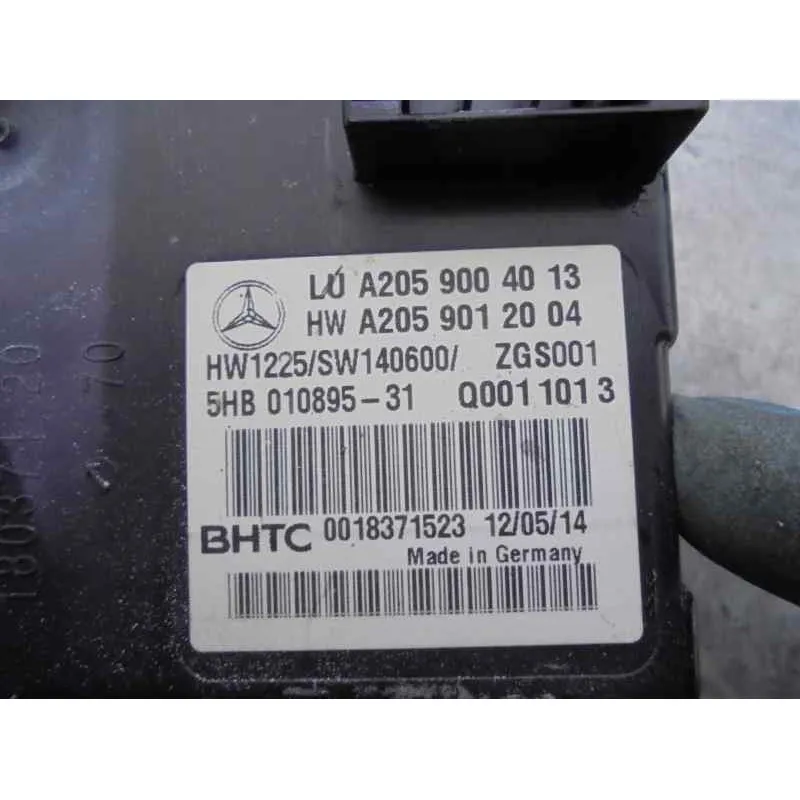 LÜ A205 900 40 13
HW A205 901 20 04
HW1225/SW140600/ ZGS001
5HB 010895-31 Q0011013
BHTC 0018371523 12/05/14
Made in Germany